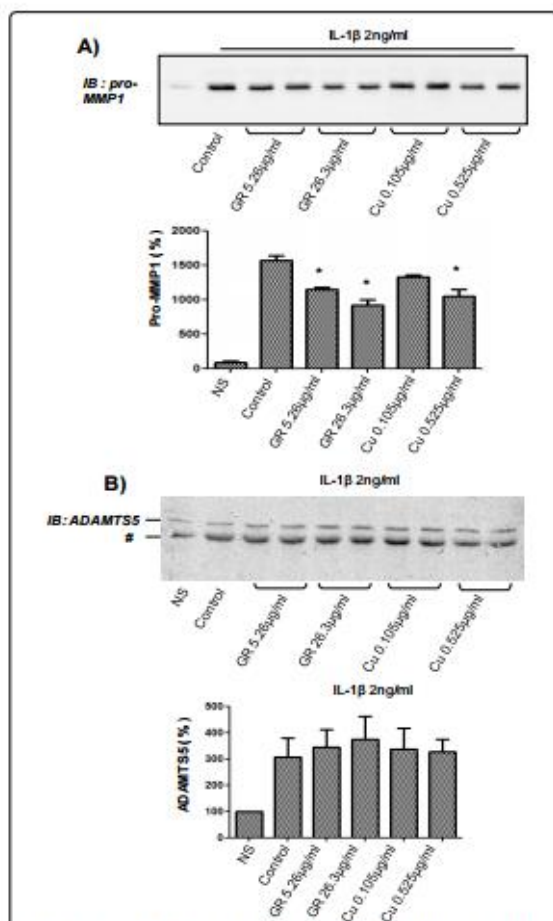 A)
IL-1β 2ng/ml
IB : pro-
MMP1
Control
GR 5.26µg/ml
GR 26.3µg/ml
Cu 0.105µg/ml
Cu 0.525µg/ml
Pro-MMP1 ( % )
2000
1500
1000
500
0
* * *
NS
Control
GR 5.26µg/ml
GR 26.3µg/ml
Cu 0.105µg/ml
Cu 0.525µg/ml
B)
IL-1β 2ng/ml
IB: ADAMTS5
#
NS
Control
GR 5.26µg/ml
GR 26.3µg/ml
Cu 0.105µg/ml
Cu 0.525µg/ml
IL-1β 2ng/ml
ADAMTS5 ( % )
500
400
300
200
100
0
NS
Control
GR 5.26µg/ml
GR 26.3µg/ml
Cu 0.105µg/ml
Cu 0.525µg/ml